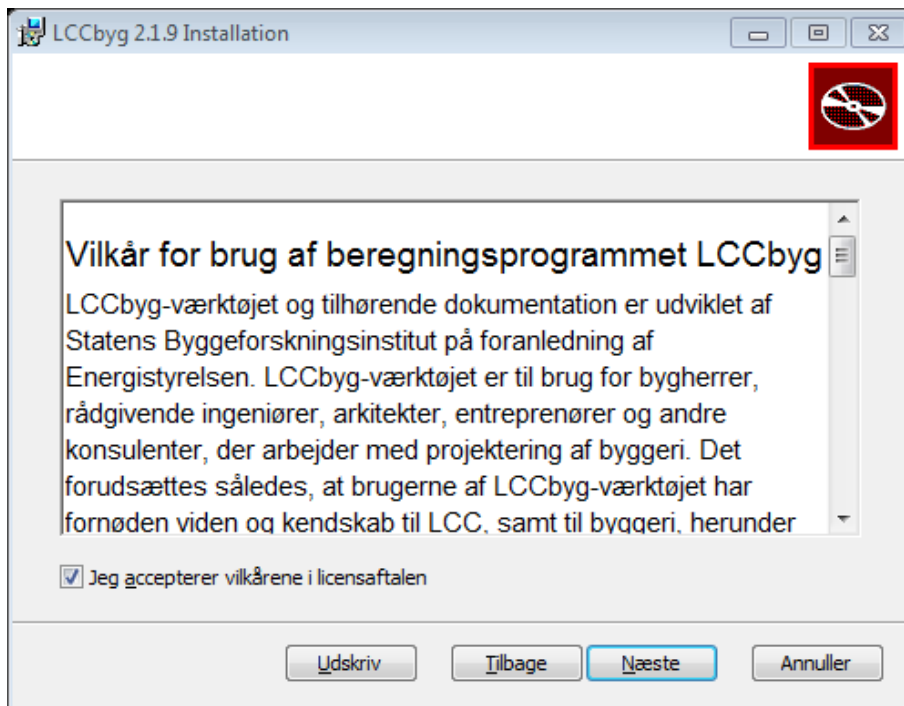 LCCbyg 2.1.9 Installation
Vilkår for brug af beregningsprogrammet LCCbyg
LCCbyg-værktøjet og tilhørende dokumentation er udviklet af
Statens Byggeforskningsinstitut på foranledning af
Energistyrelsen. LCCbyg-værktøjet er til brug for bygherrer,
rådgivende ingeniører, arkitekter, entreprenører og andre
konsulenter, der arbejder med projektering af byggeri. Det
forudsættes således, at brugerne af LCCbyg-værktøjet har
fornøden viden og kendskab til LCC, samt til byggeri, herunder
Jeg accepterer vilkårene i licensaftalen
Udskriv Tilbage Næste Annuller